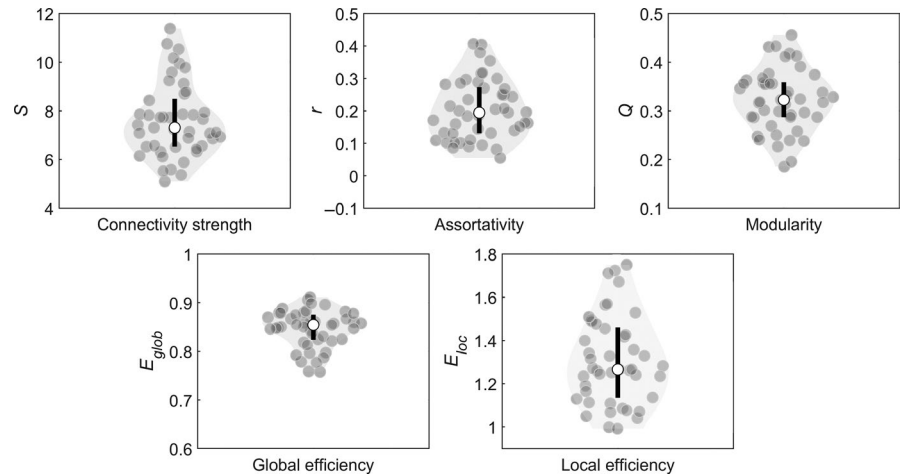 12
10
8
6
4
S
Connectivity strength
0.5
0.4
0.3
0.2
0.1
0
–0.1
r
Assortativity
0.5
0.4
0.3
0.2
0.1
Q
Modularity
1
0.9
0.8
0.7
0.6
E_glob
Global efficiency
1.8
1.6
1.4
1.2
1
E_loc
Local efficiency